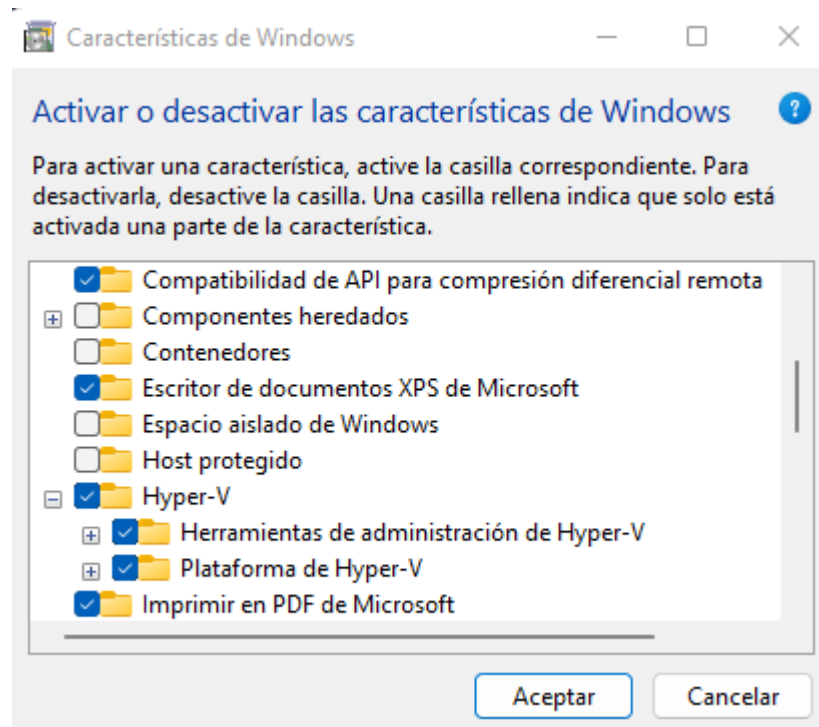 Características de Windows
Activar o desactivar las características de Windows
?
Para activar una característica, active la casilla correspondiente. Para
desactivarla, desactive la casilla. Una casilla rellena indica que solo está
activada una parte de la característica.
Compatibilidad de API para compresión diferencial remota
Componentes heredados
Contenedores
Escritor de documentos XPS de Microsoft
Espacio aislado de Windows
Host protegido
Hyper-V
Herramientas de administración de Hyper-V
Plataforma de Hyper-V
Imprimir en PDF de Microsoft
Aceptar
Cancelar